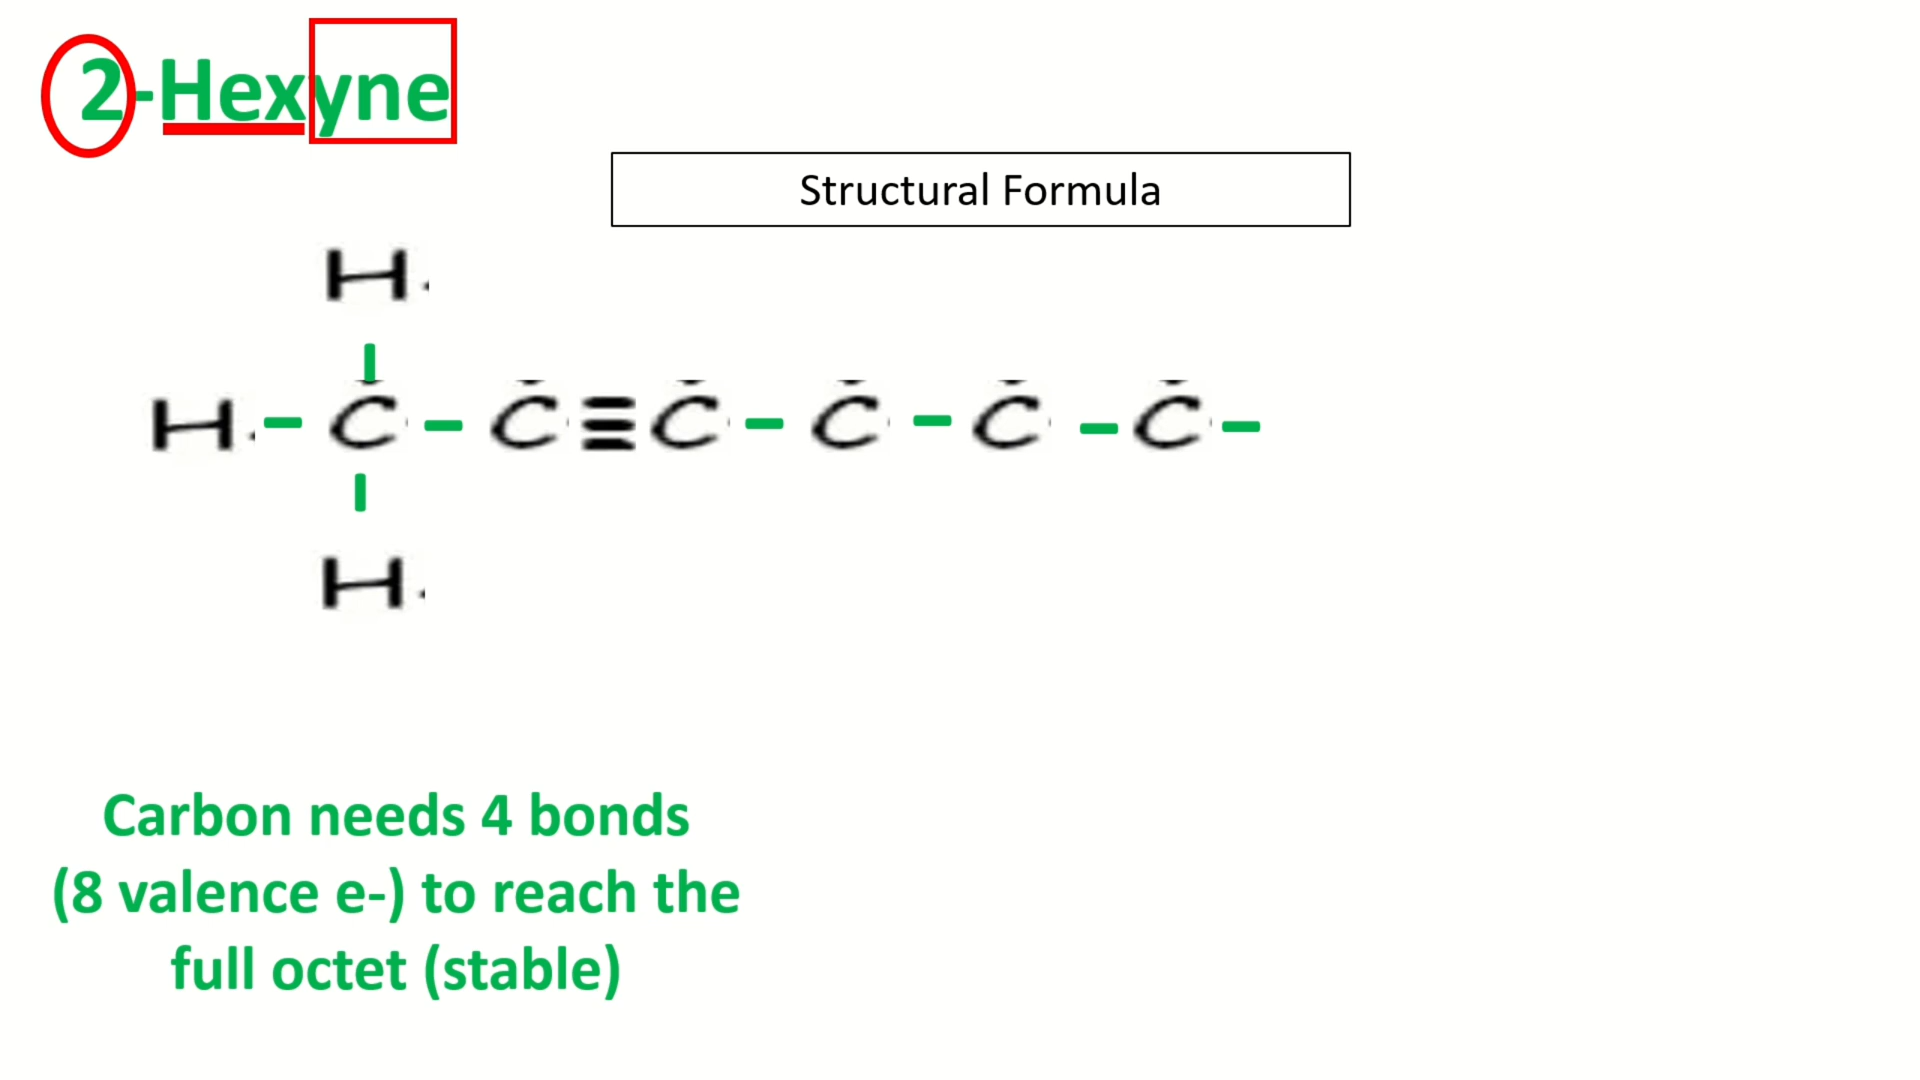 2-Hexyne
Structural Formula
H
H - C - C ≡ C - C - C - C -
H
Carbon needs 4 bonds
(8 valence e-) to reach the
full octet (stable)